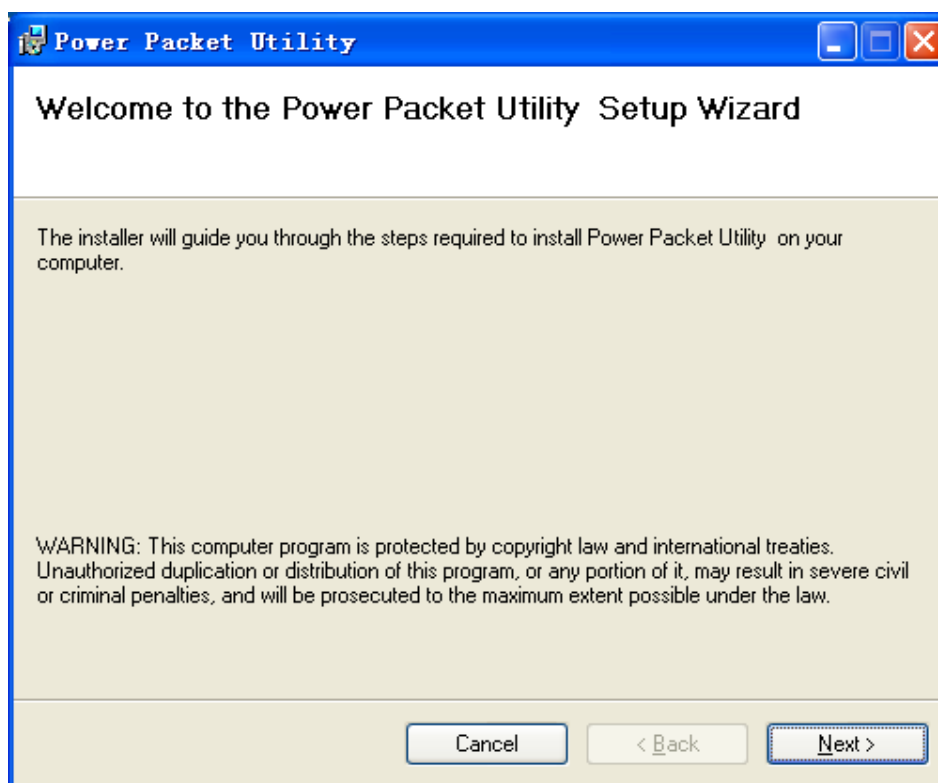 Power Packet Utility
Welcome to the Power Packet Utility  Setup Wizard
The installer will guide you through the steps required to install Power Packet Utility  on your
computer.
WARNING: This computer program is protected by copyright law and international treaties.
Unauthorized duplication or distribution of this program, or any portion of it, may result in severe civil
or criminal penalties, and will be prosecuted to the maximum extent possible under the law.
Cancel
< Back
Next >